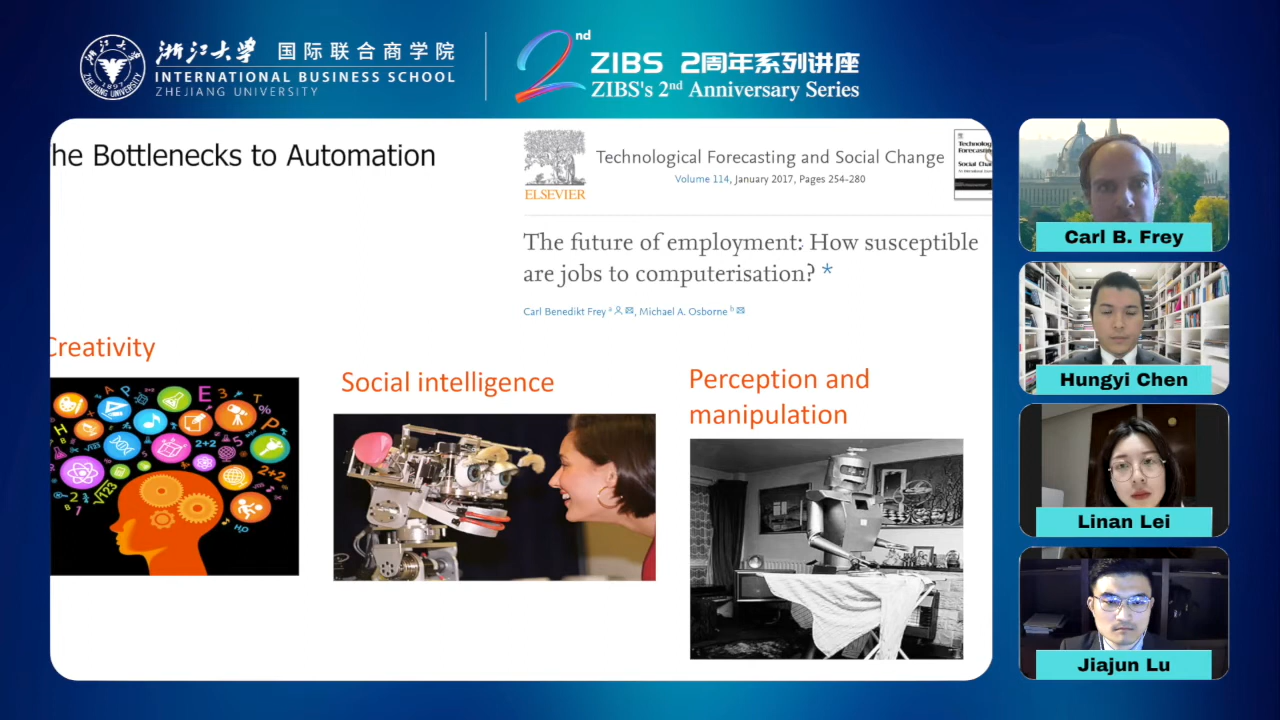 浙江大学 国际联合商学院
INTERNATIONAL BUSINESS SCHOOL
ZHEJIANG UNIVERSITY
ZHEJIANG UNIVERSITY
1897
2nd
ZIBS 2周年系列讲座
ZIBS's 2nd Anniversary Series
he Bottlenecks to Automation
ELSEVIER
Technological Forecasting and Social Change
Volume 114, January 2017, Pages 254-280
The future of employment: How susceptible
are jobs to computerisation? *
Carl Benedikt Frey a, Michael A. Osborne b
Creativity
Social intelligence
Perception and
manipulation
Carl B. Frey
Hungyi Chen
Linan Lei
Jiajun Lu